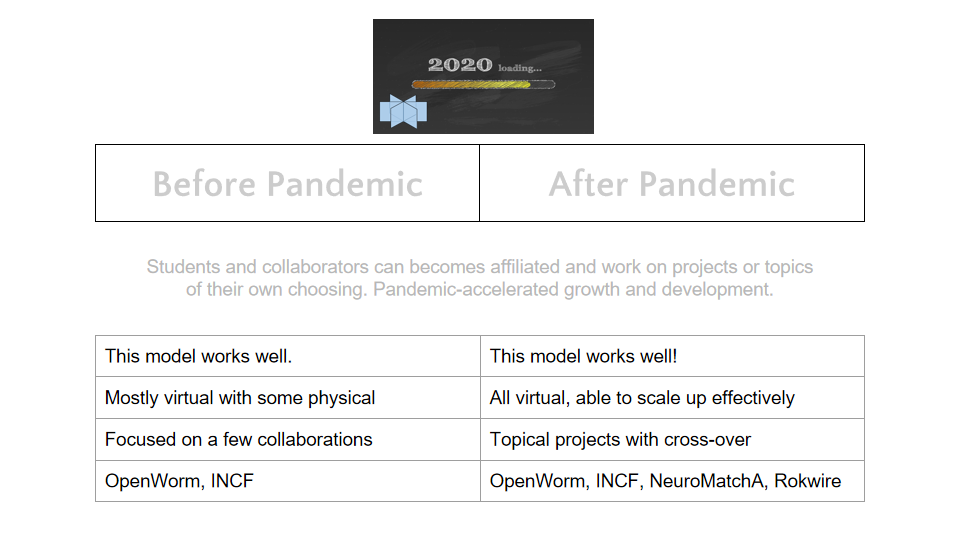 2020 loading...
Before Pandemic
After Pandemic
Students and collaborators can becomes affiliated and work on projects or topics
of their own choosing. Pandemic-accelerated growth and development.
This model works well.
This model works well!
Mostly virtual with some physical
All virtual, able to scale up effectively
Focused on a few collaborations
Topical projects with cross-over
OpenWorm, INCF
OpenWorm, INCF, NeuroMatchA, Rokwire